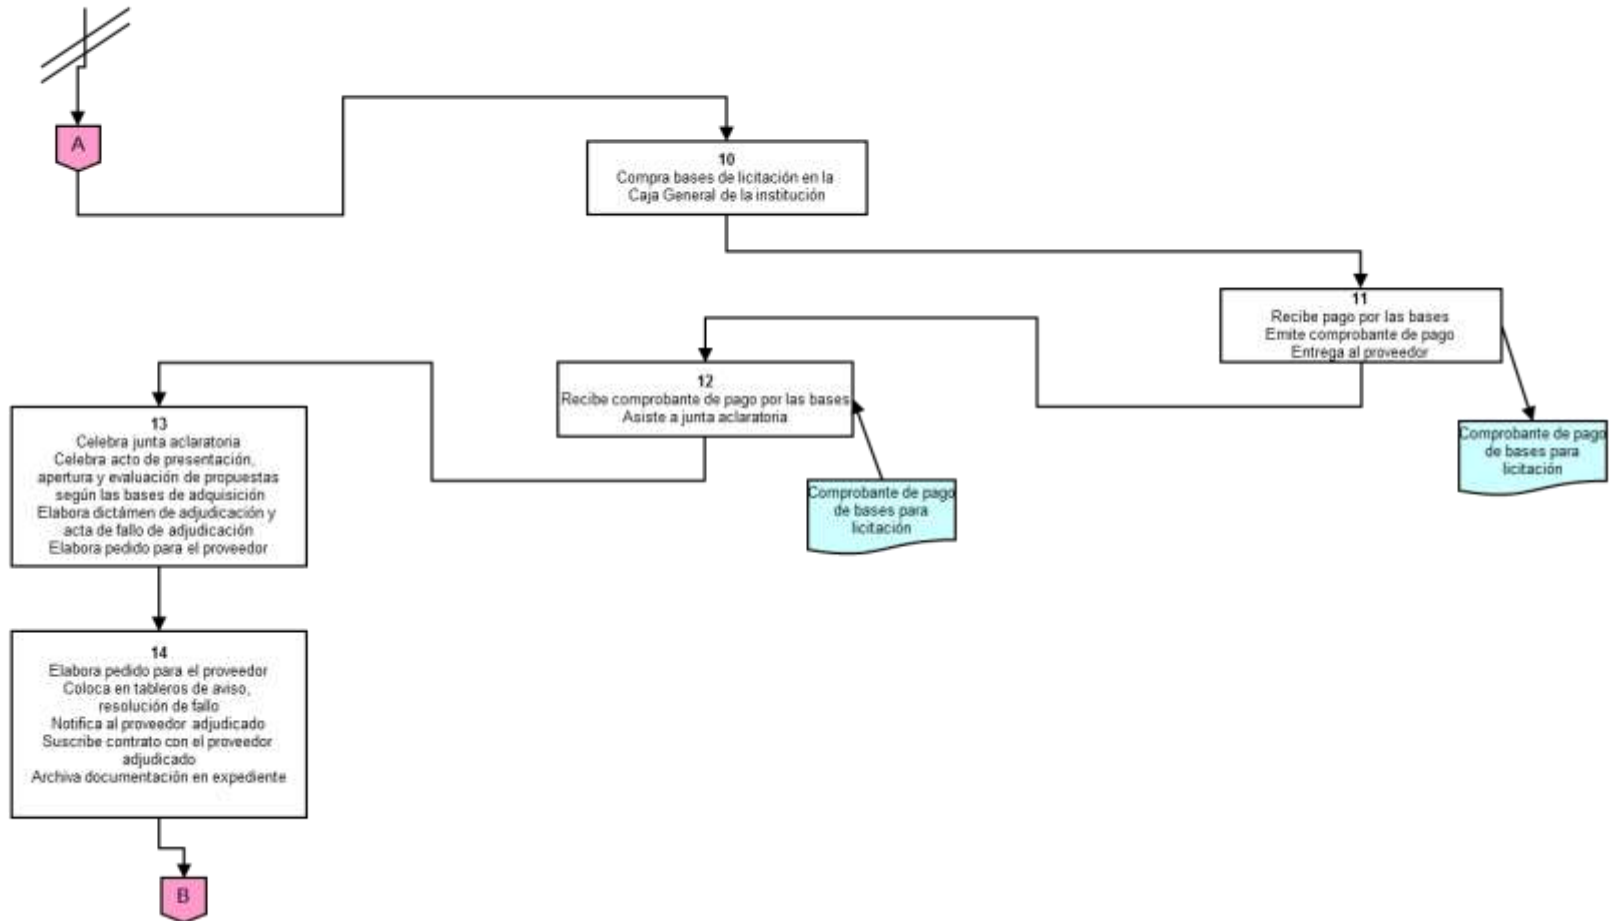 A
10
Compra bases de licitación en la
Caja General de la institución
11
Recibe pago por las bases
Emite comprobante de pago
Entrega al proveedor
Comprobante de pago
de bases para
licitación
12
Recibe comprobante de pago por las bases
Asiste a junta aclaratoria
Comprobante de pago
de bases para
licitación
13
Celebra junta aclaratoria
Celebra acto de presentación,
apertura y evaluación de propuestas
según las bases de adquisición
Elabora dictámen de adjudicación y
acta de fallo de adjudicación
Elabora pedido para el proveedor
14
Elabora pedido para el proveedor
Coloca en tableros de aviso,
resolución de fallo
Notifica al proveedor adjudicado
Suscribe contrato con el proveedor
adjudicado
Archiva documentación en expediente
B